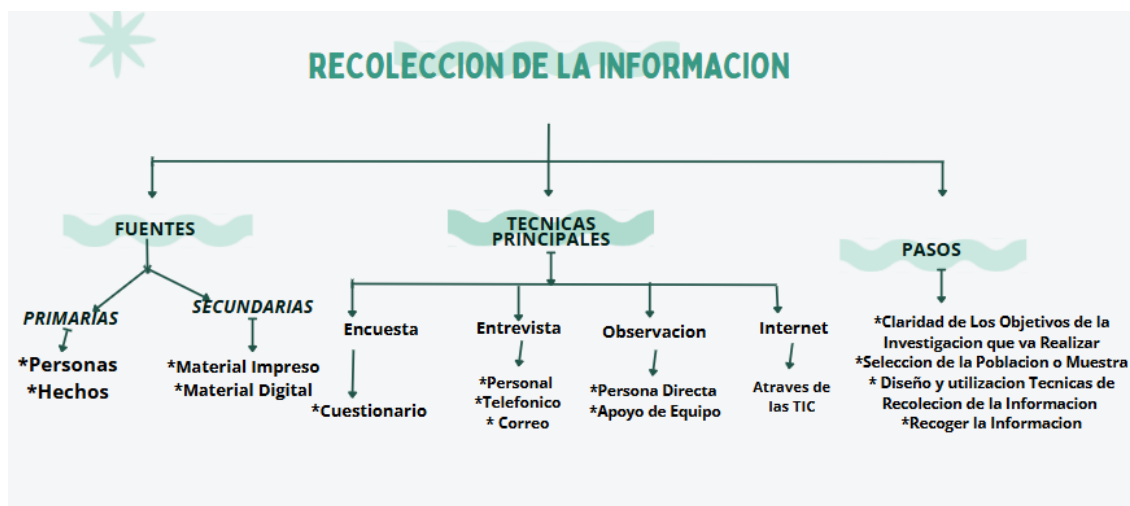 RECOLECCION DE LA INFORMACION
FUENTES
PRIMARIAS
*Personas
*Hechos
SECUNDARIAS
*Material Impreso
*Material Digital
TECNICAS
PRINCIPALES
Encuesta
*Cuestionario
Entrevista
*Personal
*Telefonico
* Correo
Observacion
*Persona Directa
*Apoyo de Equipo
Internet
Atraves de
las TIC
PASOS
*Claridad de Los Objetivos de la
Investigacion que va Realizar
*Seleccion de la Poblacion o Muestra
* Diseño y utilizacion Tecnicas de
Recolecion de la Informacion
*Recoger la Informacion